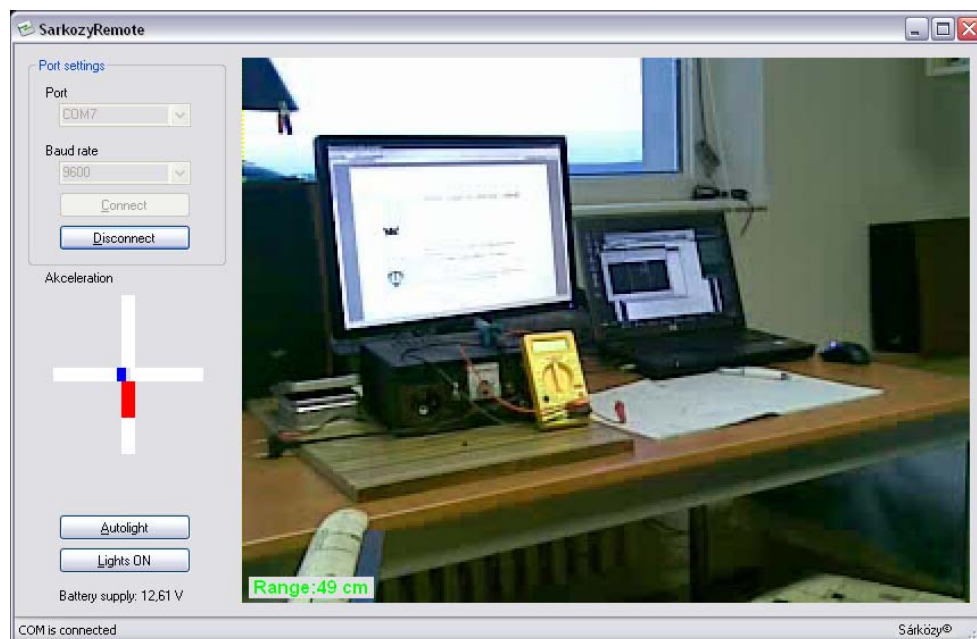 SarkozyRemote
Port settings
Port
COM7
Baud rate
9600
Connect
Disconnect
Akceleration
Autolight
Lights ON
Battery supply: 12,61 V
Range:49 cm
COM is connected
Sárközy©